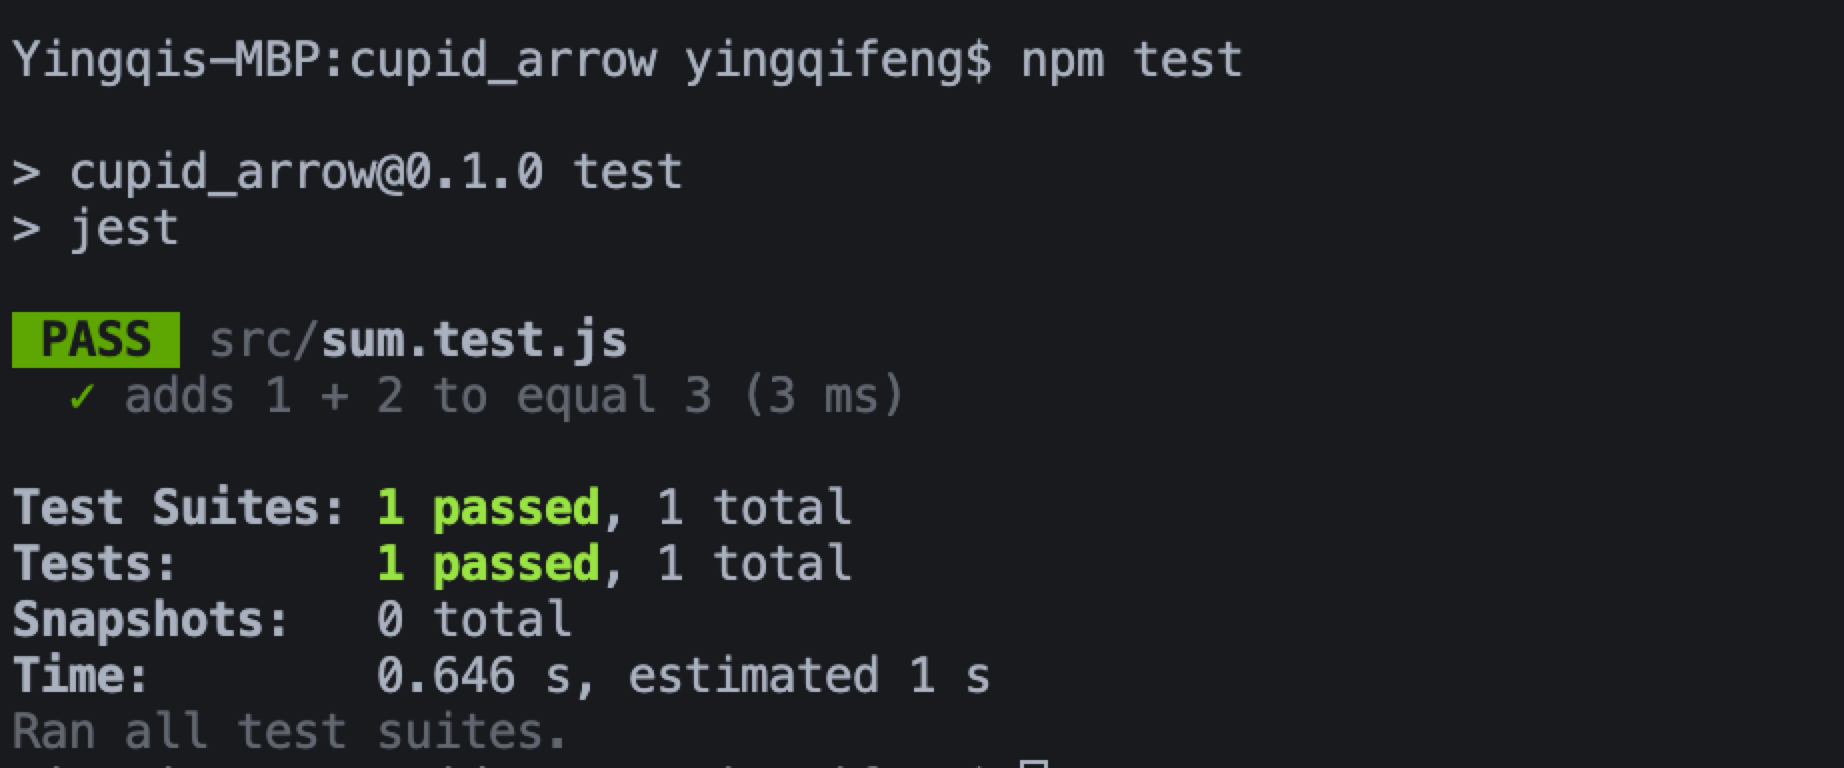 Yingqis-MBP:cupid_arrow yingqifeng$ npm test
> cupid_arrow@0.1.0 test
> jest
PASS src/sum.test.js
✓ adds 1 + 2 to equal 3 (3 ms)
Test Suites: 1 passed, 1 total
Tests: 1 passed, 1 total
Snapshots: 0 total
Time: 0.646 s, estimated 1 s
Ran all test suites.